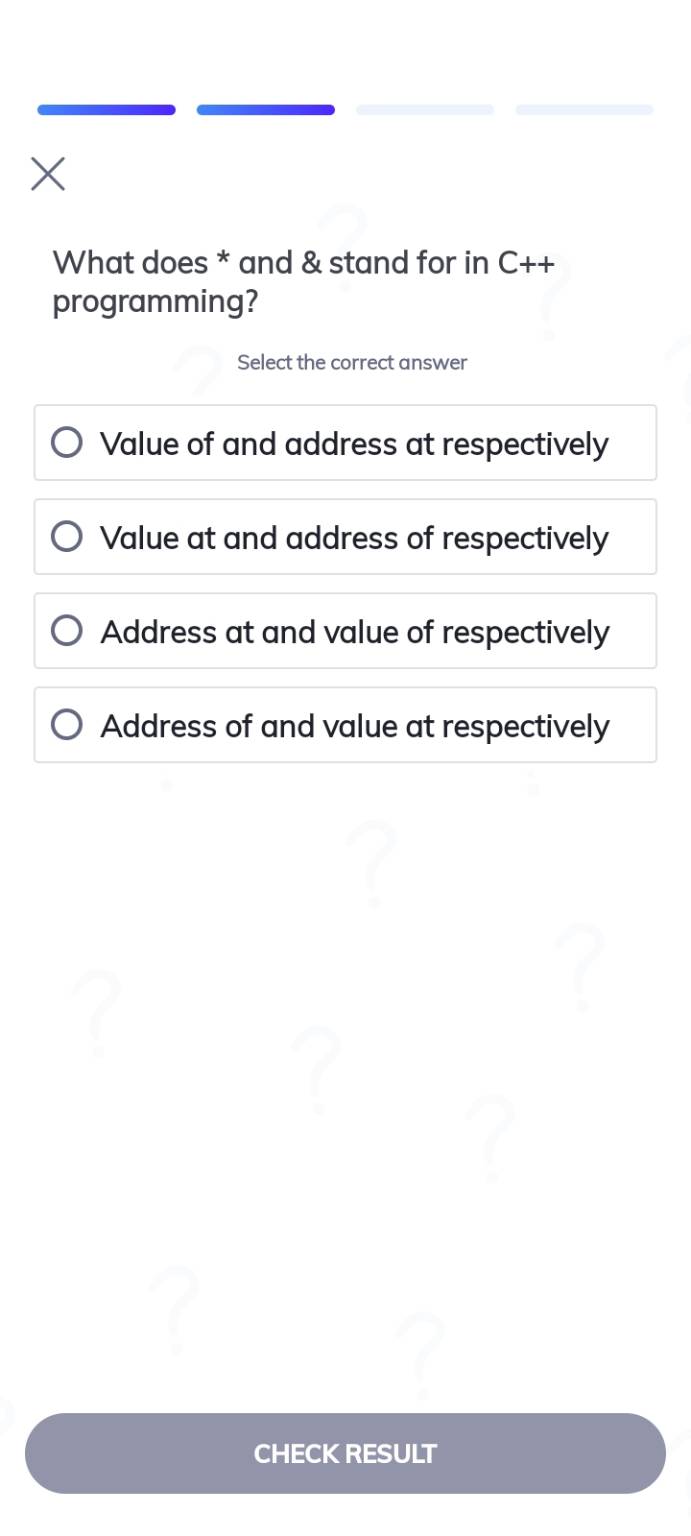 What does * and & stand for in C++
programming?
Select the correct answer
Value of and address at respectively
Value at and address of respectively
Address at and value of respectively
Address of and value at respectively
CHECK RESULT